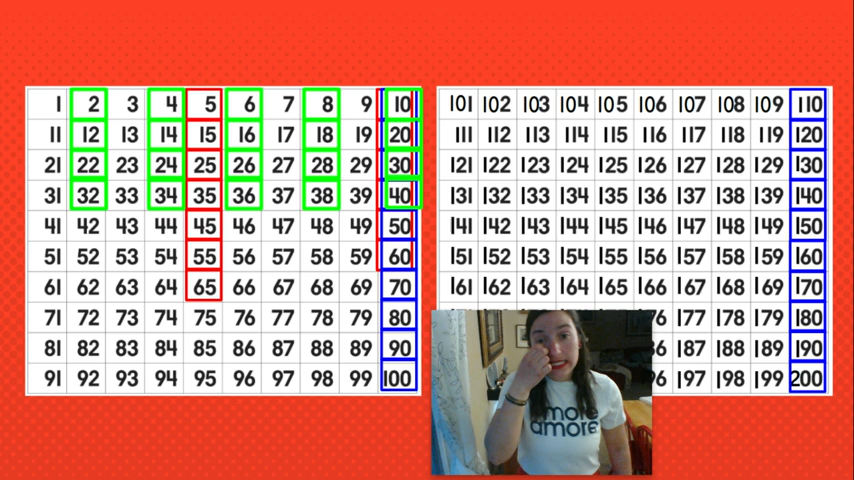 1 2 3 4 5 6 7 8 9 10
11 12 13 14 15 16 17 18 19 20
21 22 23 24 25 26 27 28 29 30
31 32 33 34 35 36 37 38 39 40
41 42 43 44 45 46 47 48 49 50
51 52 53 54 55 56 57 58 59 60
61 62 63 64 65 66 67 68 69 70
71 72 73 74 75 76 77 78 79 80
81 82 83 84 85 86 87 88 89 90
91 92 93 94 95 96 97 98 99 100
101 102 103 104 105 106 107 108 109 110
111 112 113 114 115 116 117 118 119 120
121 122 123 124 125 126 127 128 129 130
131 132 133 134 135 136 137 138 139 140
141 142 143 144 145 146 147 148 149 150
151 152 153 154 155 156 157 158 159 160
161 162 163 164 165 166 167 168 169 170
177 178 179 180
187 188 189 190
197 198 199 200
amore
amore